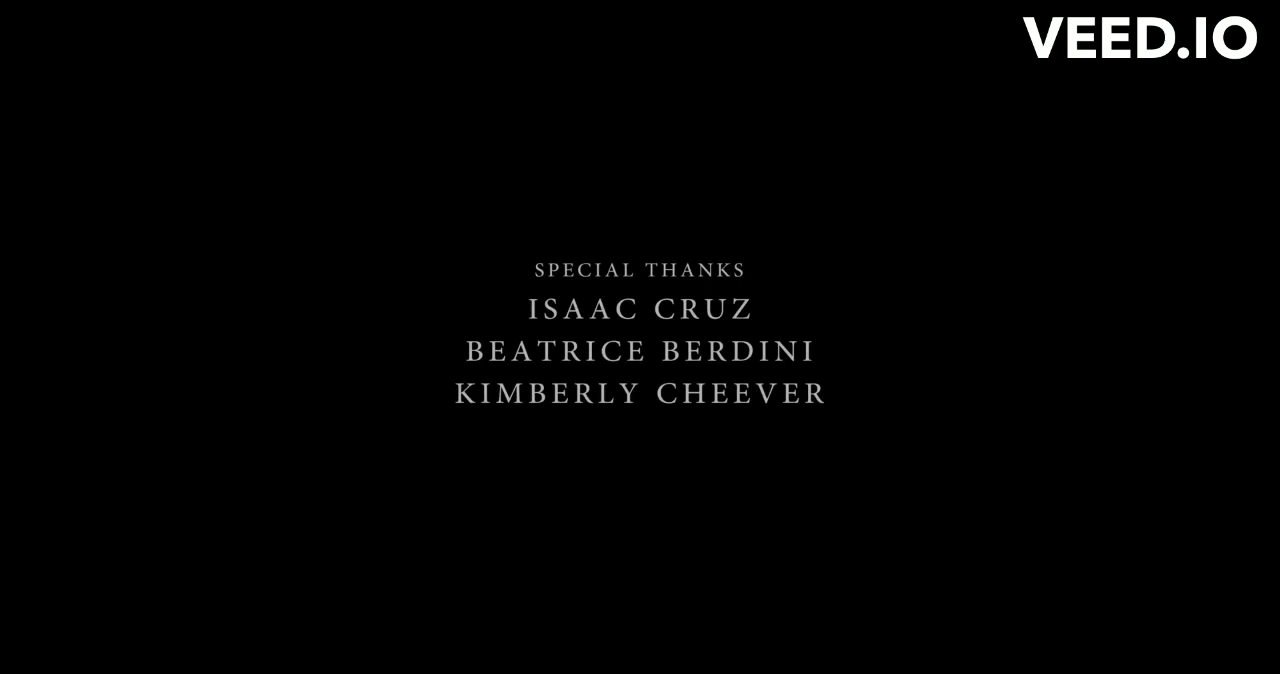 VEED.IO
SPECIAL THANKS
ISAAC CRUZ
BEATRICE BERDINI
KIMBERLY CHEEVER